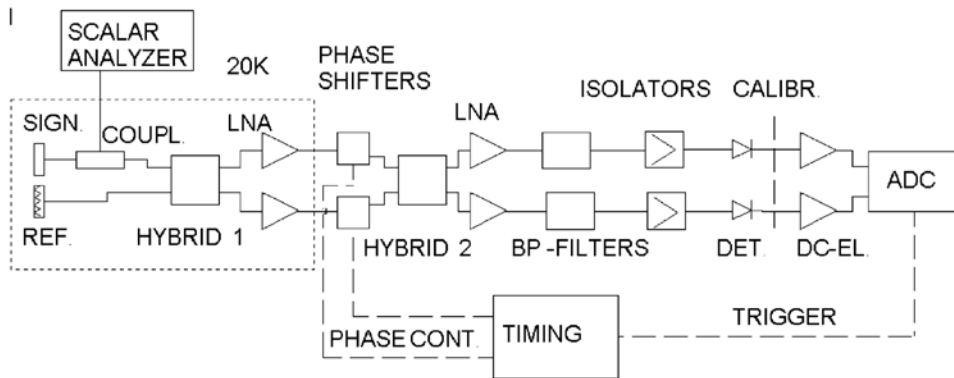 SCALAR
ANALYZER
20K
PHASE
SHIFTERS
ISOLATORS CALIBR.
SIGN.
COUPL.
LNA
LNA
ADC
REF.
HYBRID 1
HYBRID 2
BP-FILTERS
DET.
DC-EL.
PHASE CONT.
TIMING
TRIGGER